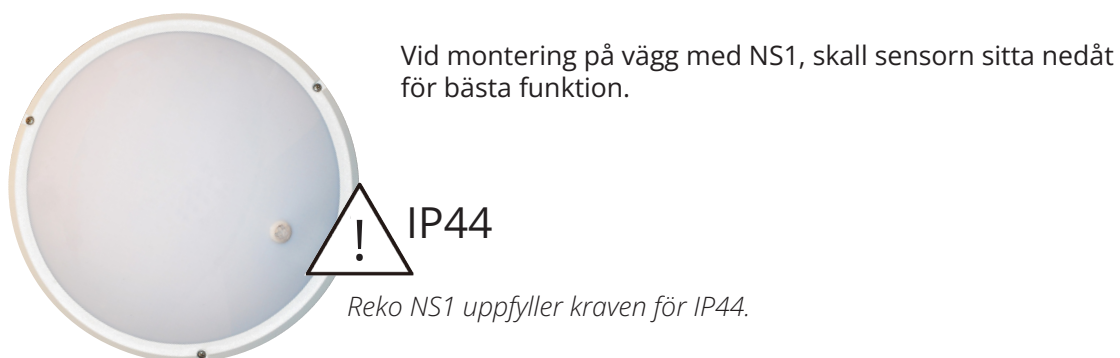 Vid montering på vägg med NS1, skall sensorn sitta nedåt
för bästa funktion.
! IP44
Reko NS1 uppfyller kraven för IP44.